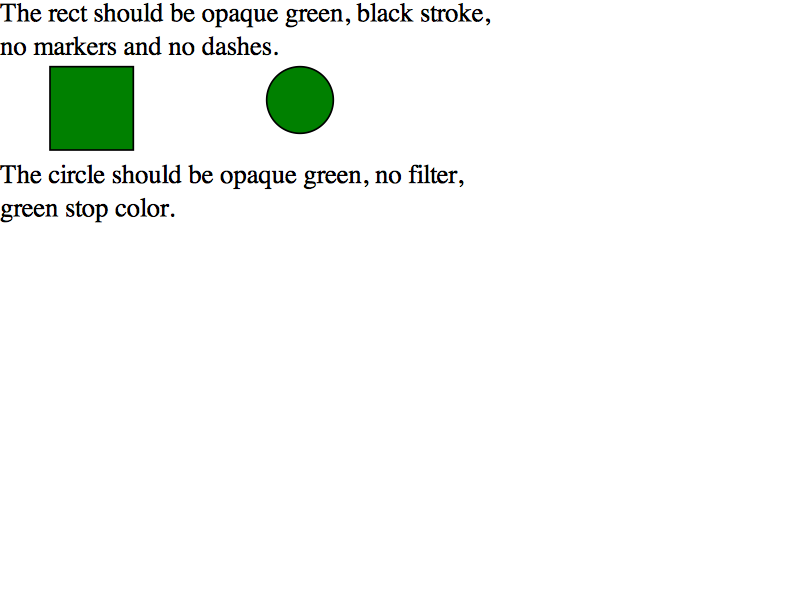 The rect should be opaque green, black stroke,
no markers and no dashes.
The circle should be opaque green, no filter,
green stop color.